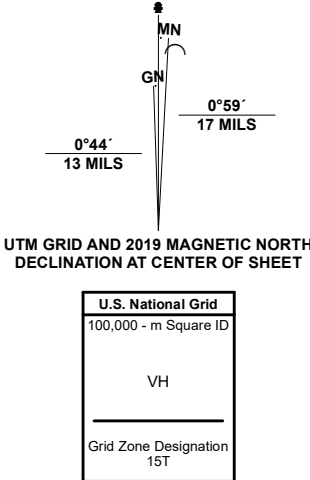 MN
GN
0°59´
17 MILS
0°44´
13 MILS
UTM GRID AND 2019 MAGNETIC NORTH
DECLINATION AT CENTER OF SHEET
U.S. National Grid
100,000 - m Square ID
VH
Grid Zone Designation
15T